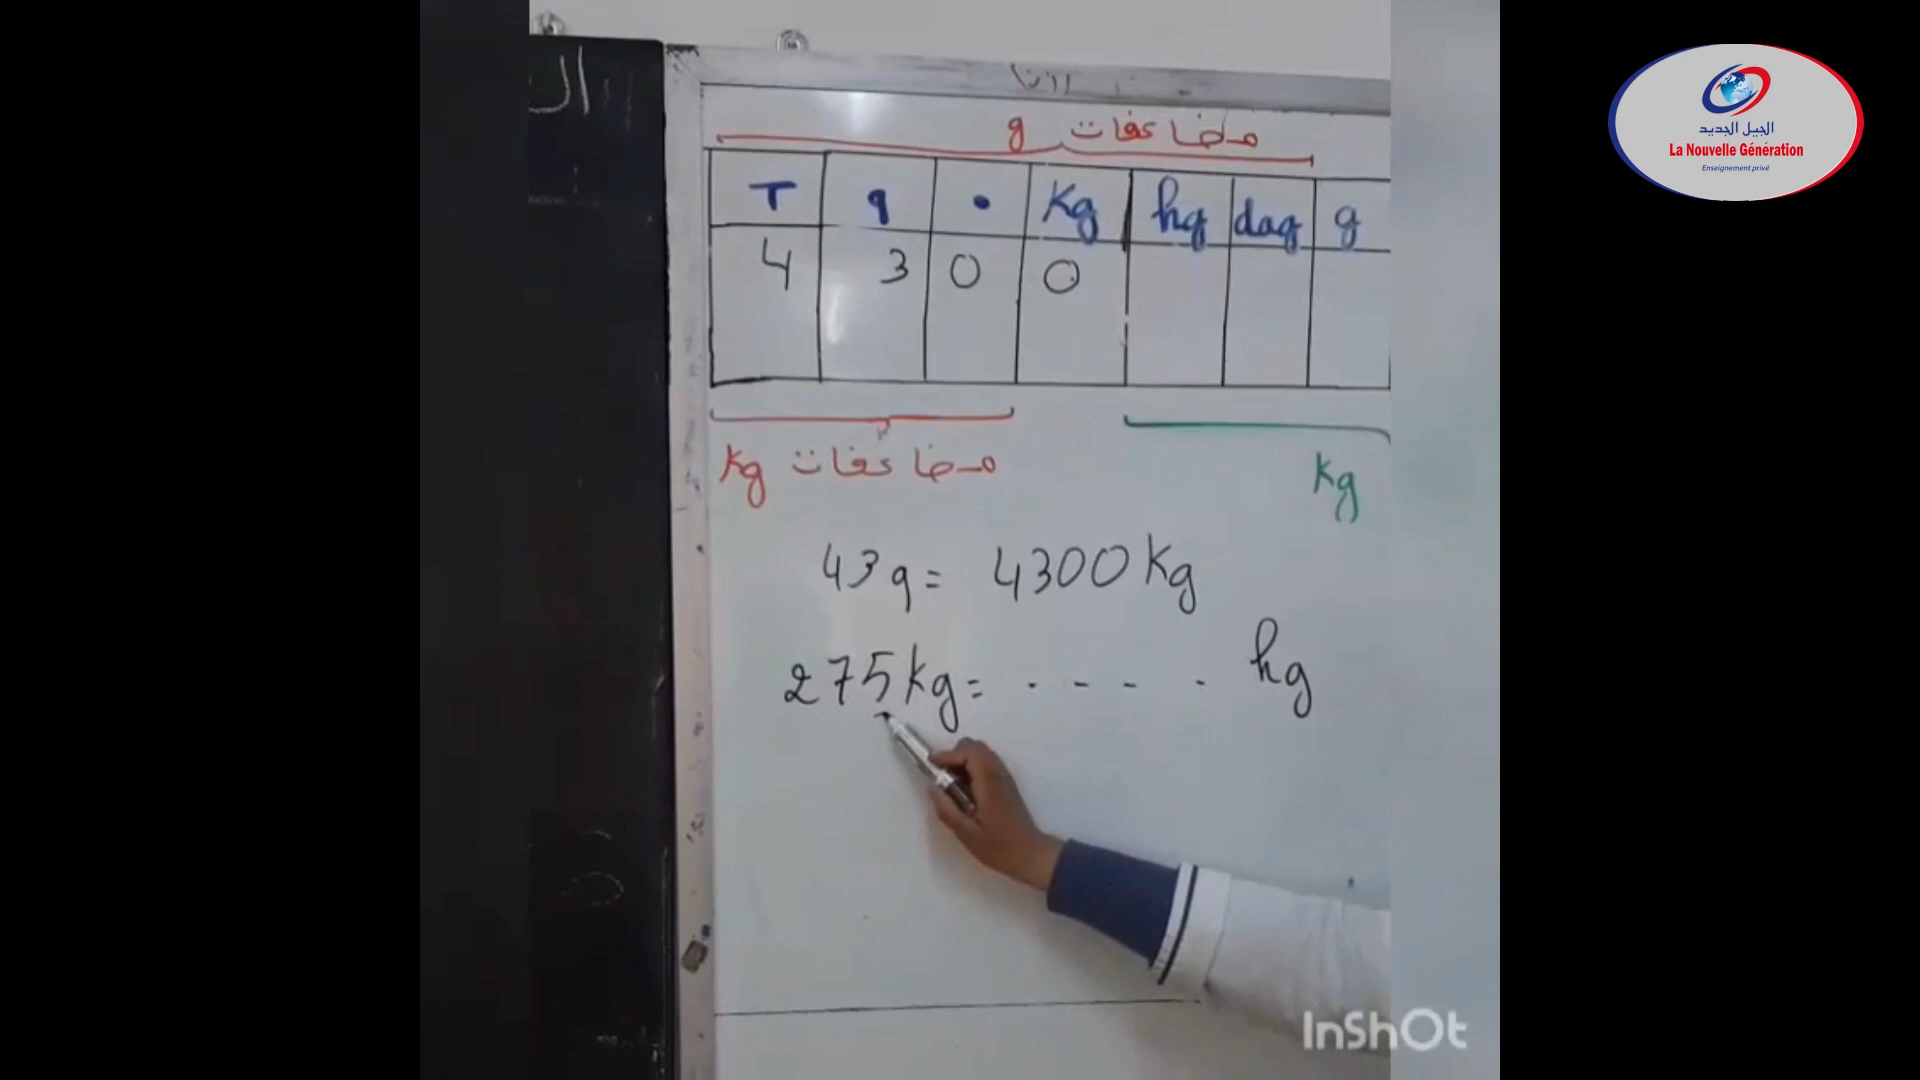 الجيل الجديد
La Nouvelle Génération
Enseignement privé
مضاعفات g
T q • Kg hg dag g
4 3 0 0
مضاعفات Kg
Kg
43q = 4300 Kg
275 Kg = . - - . hg
InShOt